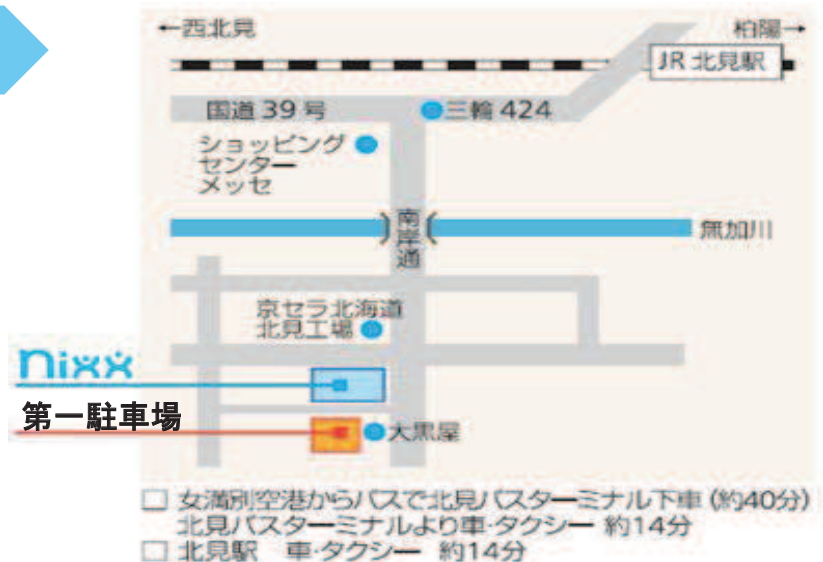 ←西北見
柏陽→
JR 北見駅
国道 39 号
三輪 424
ショッピング
センター
メッセ
南岸通
無加川
京セラ北海道
北見工場
nixx
第一駐車場
大黒屋
□ 女満別空港からバスで北見バスターミナル下車 (約40分)
北見バスターミナルより車·タクシー 約14分
□ 北見駅 車·タクシー 約14分